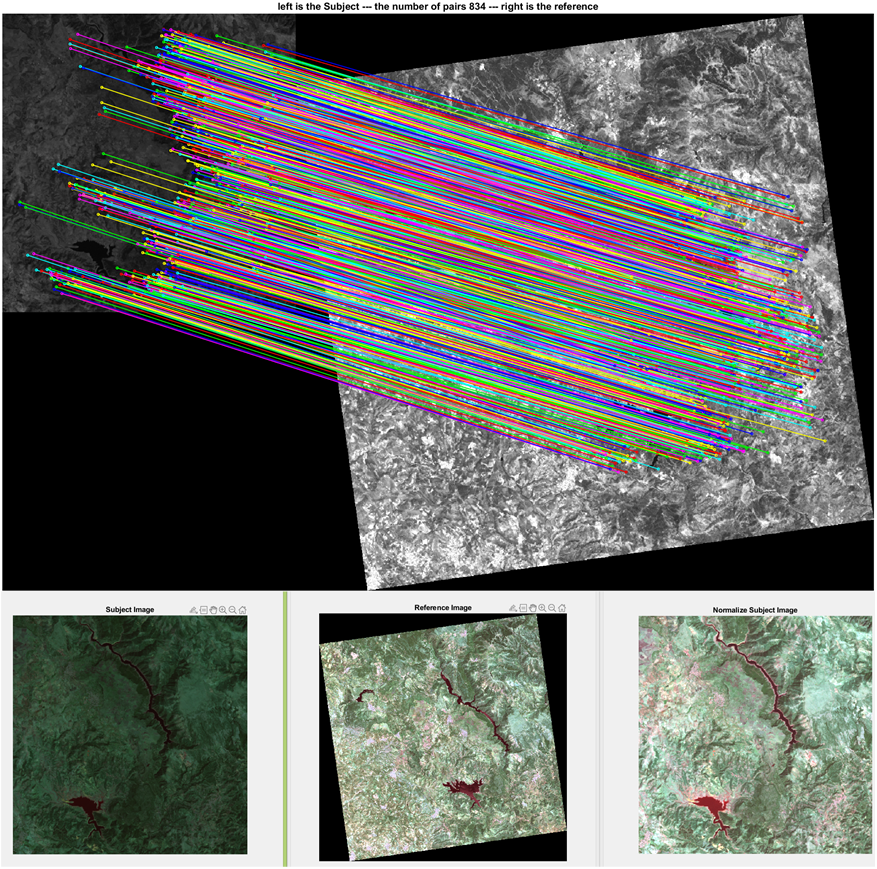 left is the Subject --- the number of pairs 834 --- right is the reference
Subject Image
Reference Image
Normalize Subject Image